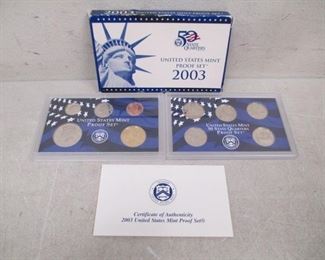 2003
50
STATE
QUARTERS
UNITED STATES MINT
PROOF SET
2003
UNITED STATES MINT
PROOF SET
UNITED STATES MINT
50 STATE QUARTERS
PROOF SET
Certificate of Authenticity
2003 United States Mint Proof Set®